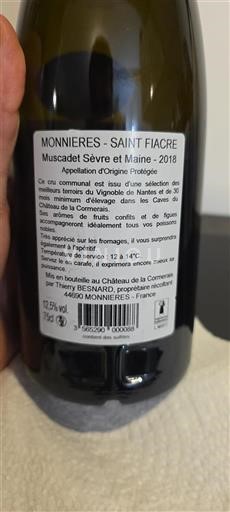 MONNIERES - SAINT FIACRE
Muscadet Sèvre et Maine - 2018
Appellation d'Origine Protégée
Ce cru communal est issu d'une sélection des
meilleurs terroirs du Vignoble de Nantes et de 30
mois minimum d'élevage dans les Caves du
Château de la Cormerais.
Ses arômes de fruits confits et de figues
accompagneront idéalement tous vos poissons
nobles.
Très apprécié sur les fromages, il vous surprendra
également à l'apéritif.
Température de service : 12 à 14°C.
Servez le en carafe, il exprimera encore mieux sa
puissance.
Mis en bouteille au Château de la Cormerais
par Thierry BESNARD, propriétaire récoltant
44690 MONNIERES - France
12,5% vol.
75cl
3 565290 000088
contient des sulfites